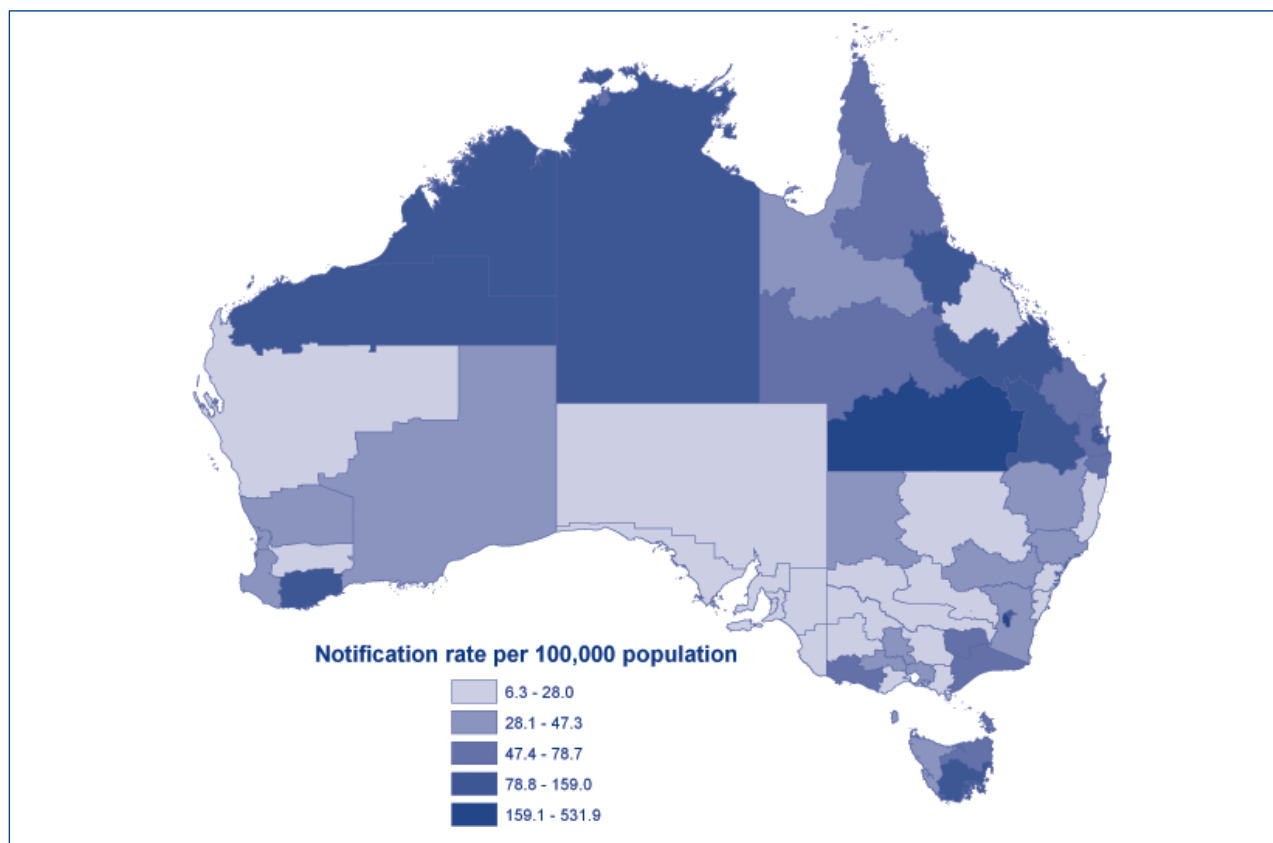 Notification rate per 100,000 population
6.3 - 28.0
28.1 - 47.3
47.4 - 78.7
78.8 - 159.0
159.1 - 531.9